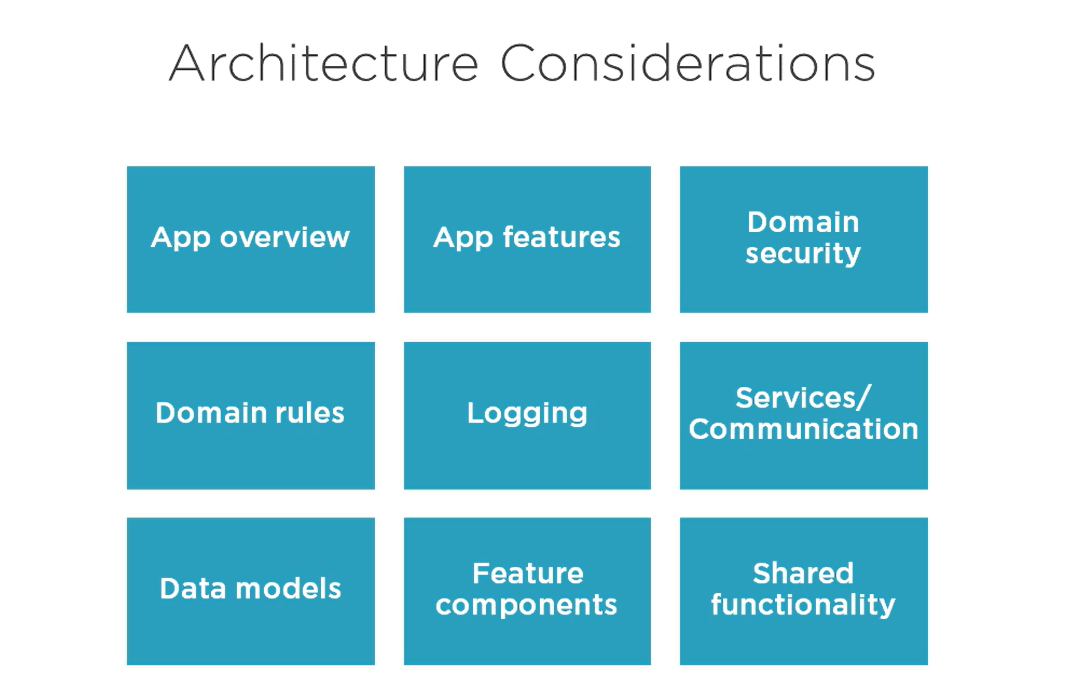 Architecture Considerations
App overview
App features
Domain
security
Domain rules
Logging
Services/
Communication
Data models
Feature
components
Shared
functionality